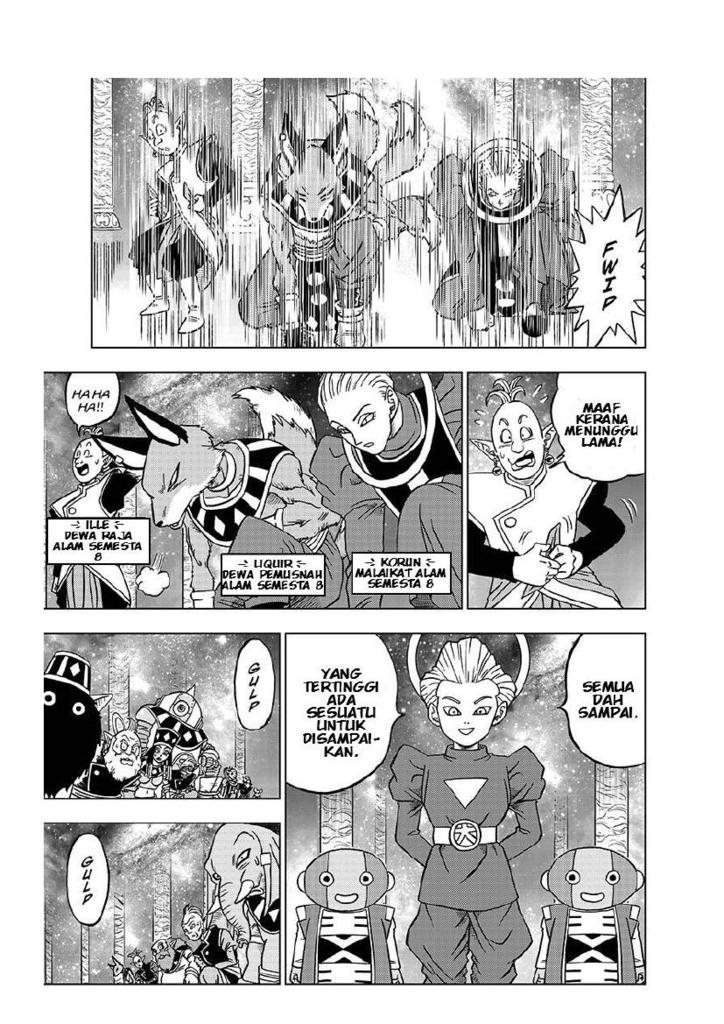 FWIP
MAAF
KERANA
MENUNGGU
LAMA!
HA HA
HA!!
KORUN
MALAIKAT ALAM
SEMESTA 8
LIQUIR
DEWA PEMUSNAH
ALAM SEMESTA 8
ILLE
DEWA RAJA
ALAM SEMESTA
8
SEMUA
DAH
SAMPAI.
YANG
TERTINGGI
ADA
SESUATU
UNTUK
DISAMPAI-
KAN.
GULP
GULP